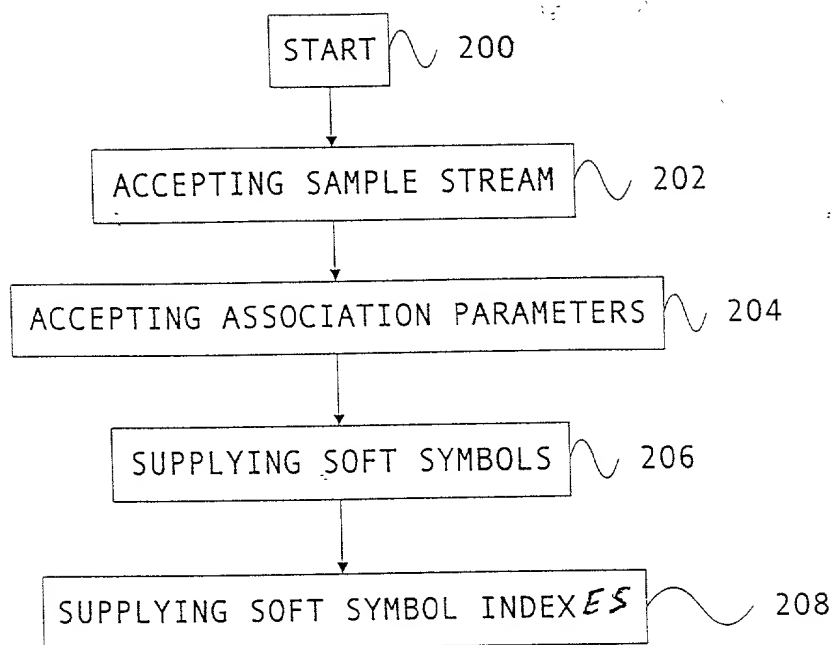 START 200
ACCEPTING SAMPLE STREAM 202
ACCEPTING ASSOCIATION PARAMETERS 204
SUPPLYING SOFT SYMBOLS 206
SUPPLYING SOFT SYMBOL INDEXES 208